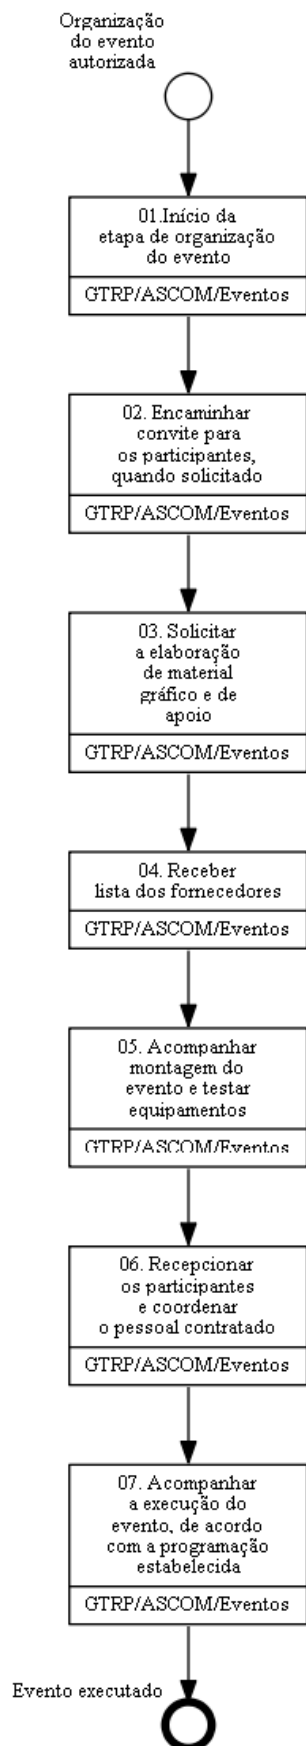 Organização
do evento
autorizada
01.Início da
etapa de organização
do evento
GTRP/ASCOM/Eventos
02. Encaminhar
convite para
os participantes,
quando solicitado
GTRP/ASCOM/Eventos
03. Solicitar
a elaboração
de material
gráfico e de
apoio
GTRP/ASCOM/Eventos
04. Receber
lista dos fornecedores
GTRP/ASCOM/Eventos
05. Acompanhar
montagem do
evento e testar
equipamentos
GTRP/ASCOM/Eventos
06. Recepcionar
os participantes
e coordenar
o pessoal contratado
GTRP/ASCOM/Eventos
07. Acompanhar
a execução do
evento, de acordo
com a programação
estabelecida
GTRP/ASCOM/Eventos
Evento executado